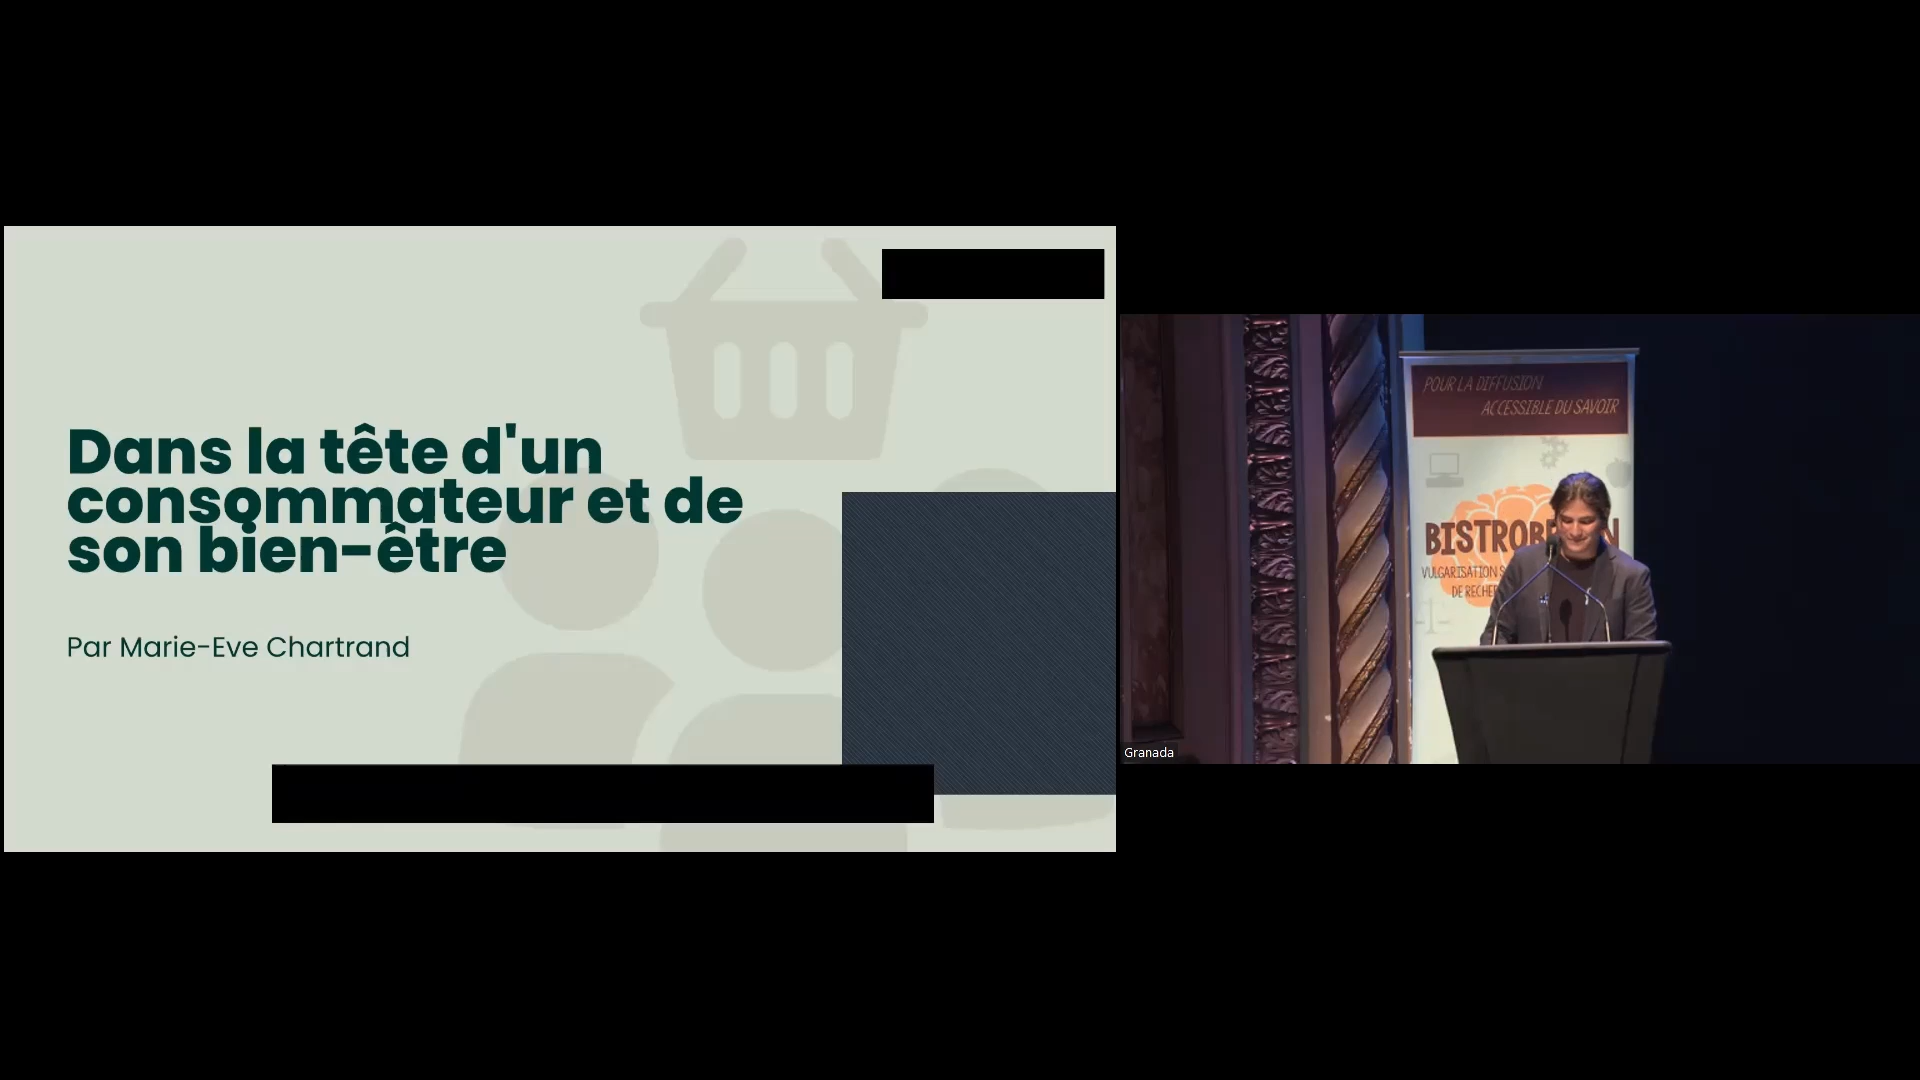 Dans la tête d'un
consommateur et de
son bien-être
Par Marie-Eve Chartrand
POUR LA DIFFUSION
ACCESSIBLE DU SAVOIR
VULGARISATION
Granada